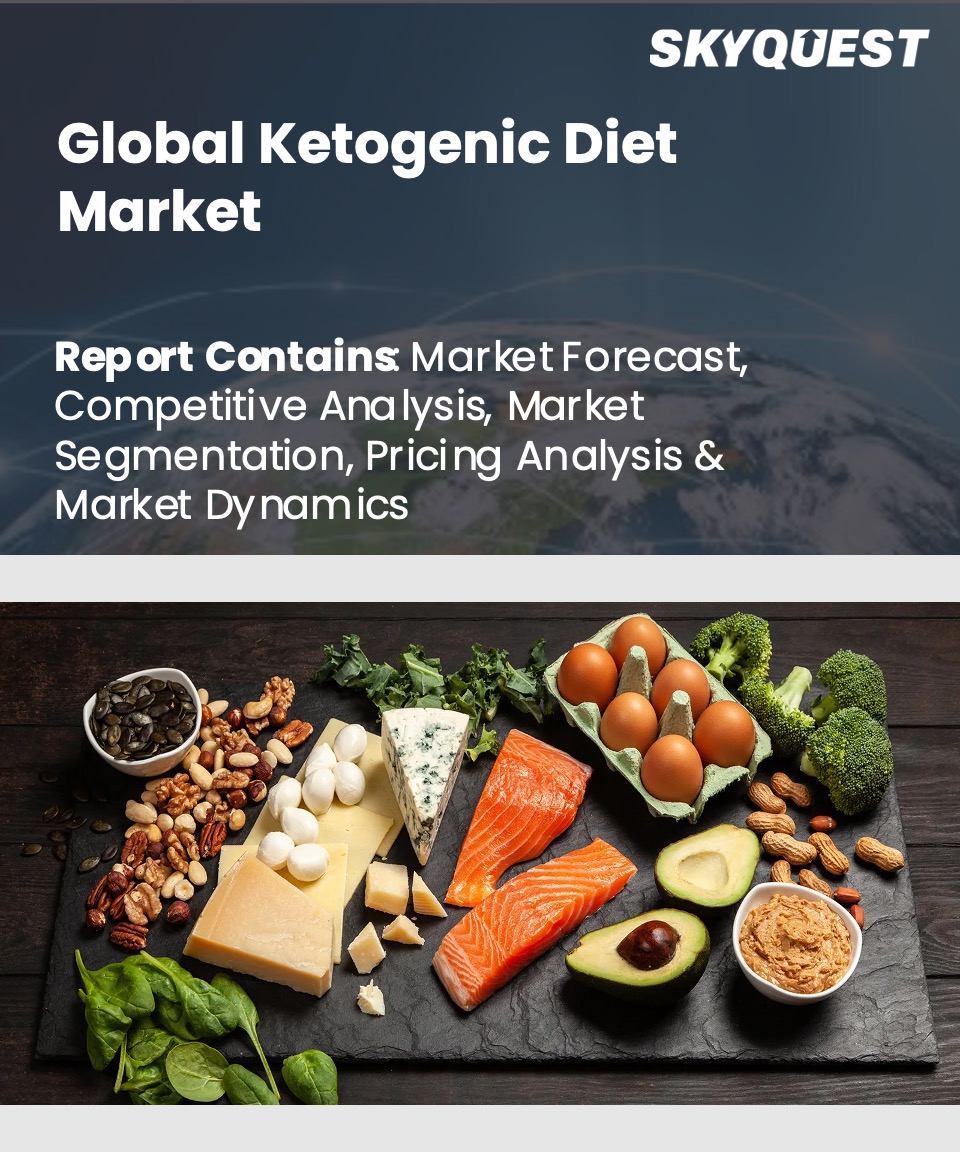 SKYQUEST
Global Ketogenic Diet
Market
Report Contains: Market Forecast,
Competitive Analysis, Market
Segmentation, Pricing Analysis &
Market Dynamics